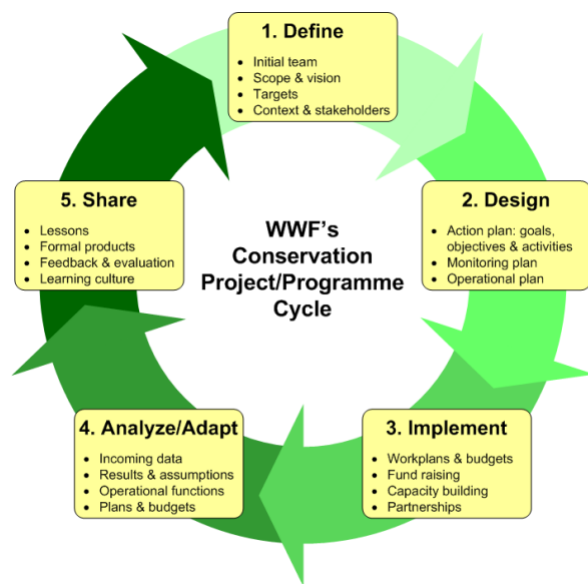 1. Define
• Initial team
• Scope & vision
• Targets
• Context & stakeholders
2. Design
• Action plan: goals,
objectives & activities
• Monitoring plan
• Operational plan
3. Implement
• Workplans & budgets
• Fund raising
• Capacity building
• Partnerships
4. Analyze/Adapt
• Incoming data
• Results & assumptions
• Operational functions
• Plans & budgets
5. Share
• Lessons
• Formal products
• Feedback & evaluation
• Learning culture
WWF's
Conservation
Project/Programme
Cycle